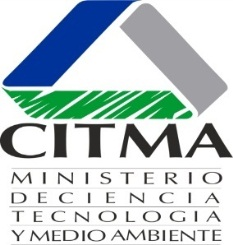 CITMA
MINISTERIO
DECIENCIA
TECNOLOGIA
Y MEDIO AMBIENTE